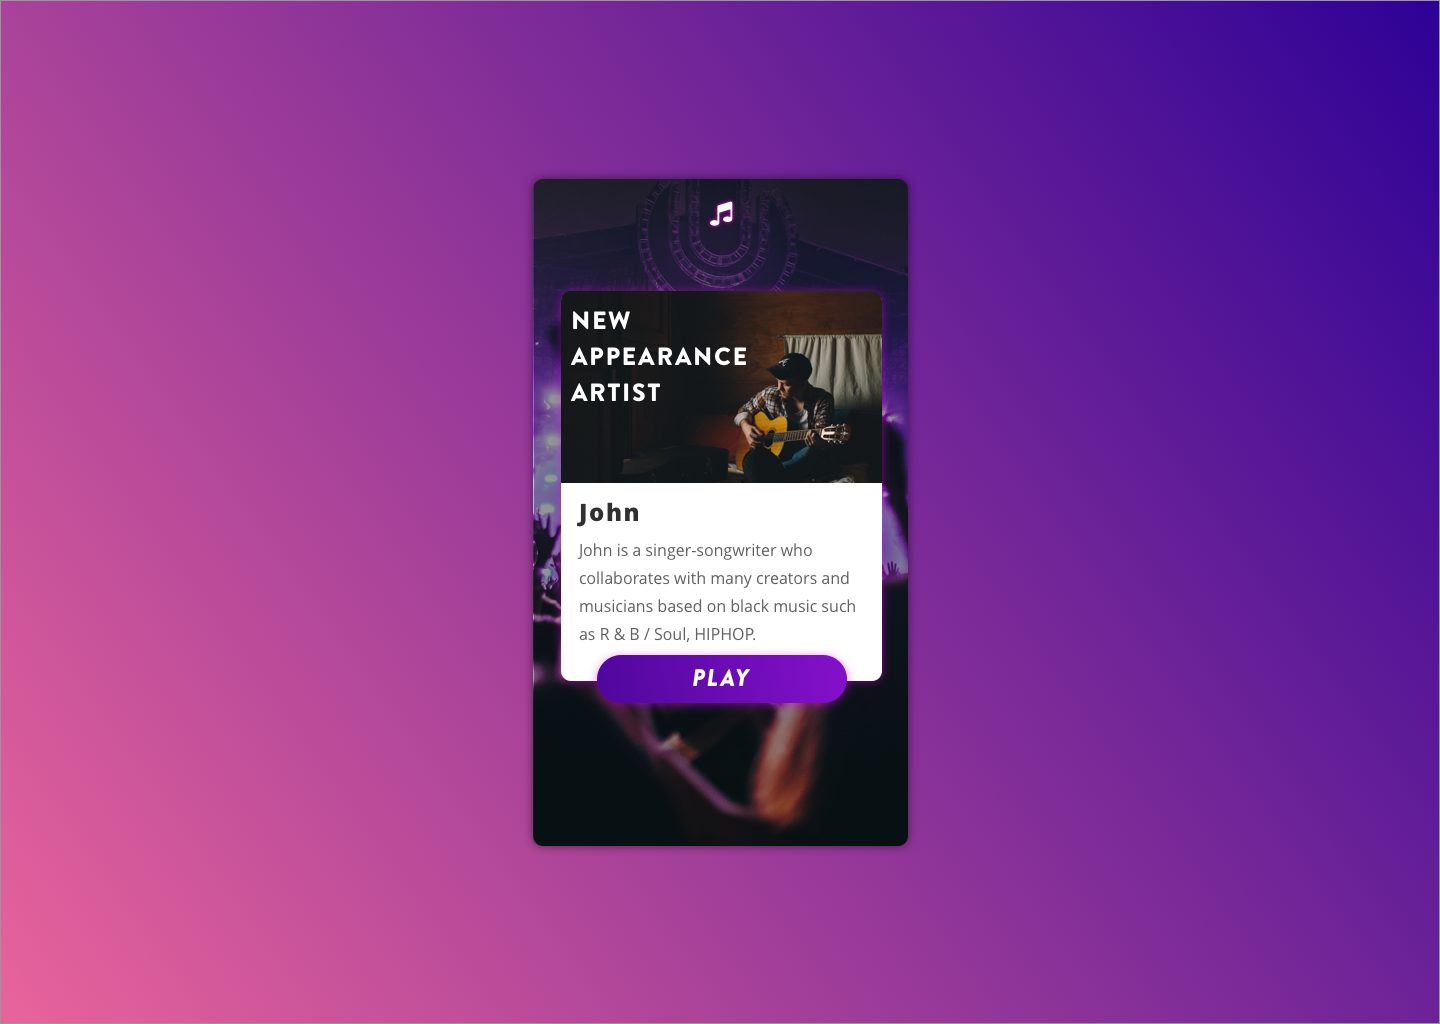 NEW
APPEARANCE
ARTIST
John
John is a singer-songwriter who
collaborates with many creators and
musicians based on black music such
as R & B / Soul, HIPHOP.
PLAY